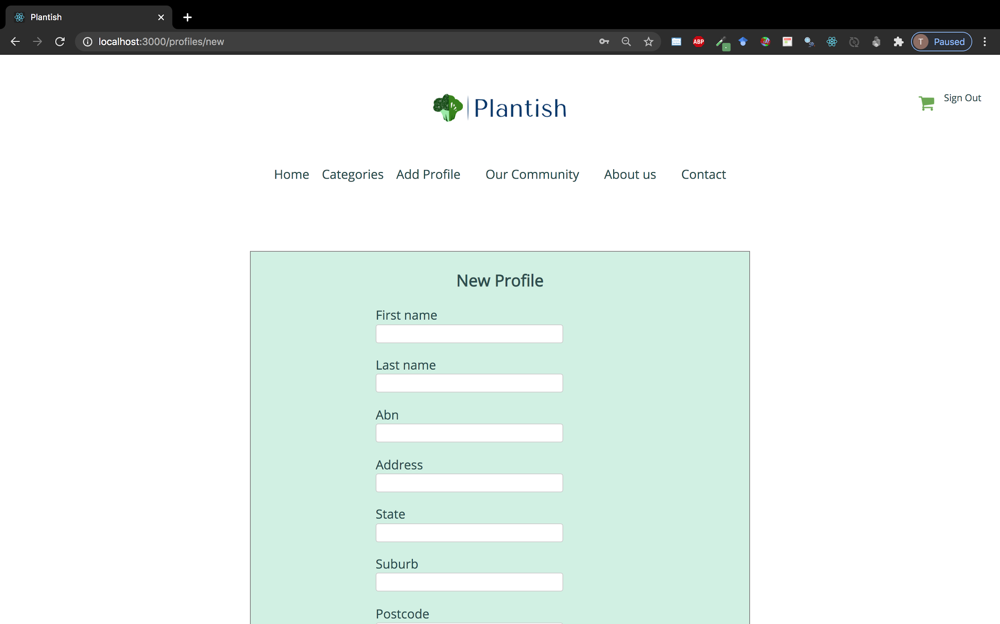 Plantish
localhost:3000/profiles/new
ABP
T
Paused
Plantish
Sign Out
Home
Categories
Add Profile
Our Community
About us
Contact
New Profile
First name
Last name
Abn
Address
State
Suburb
Postcode